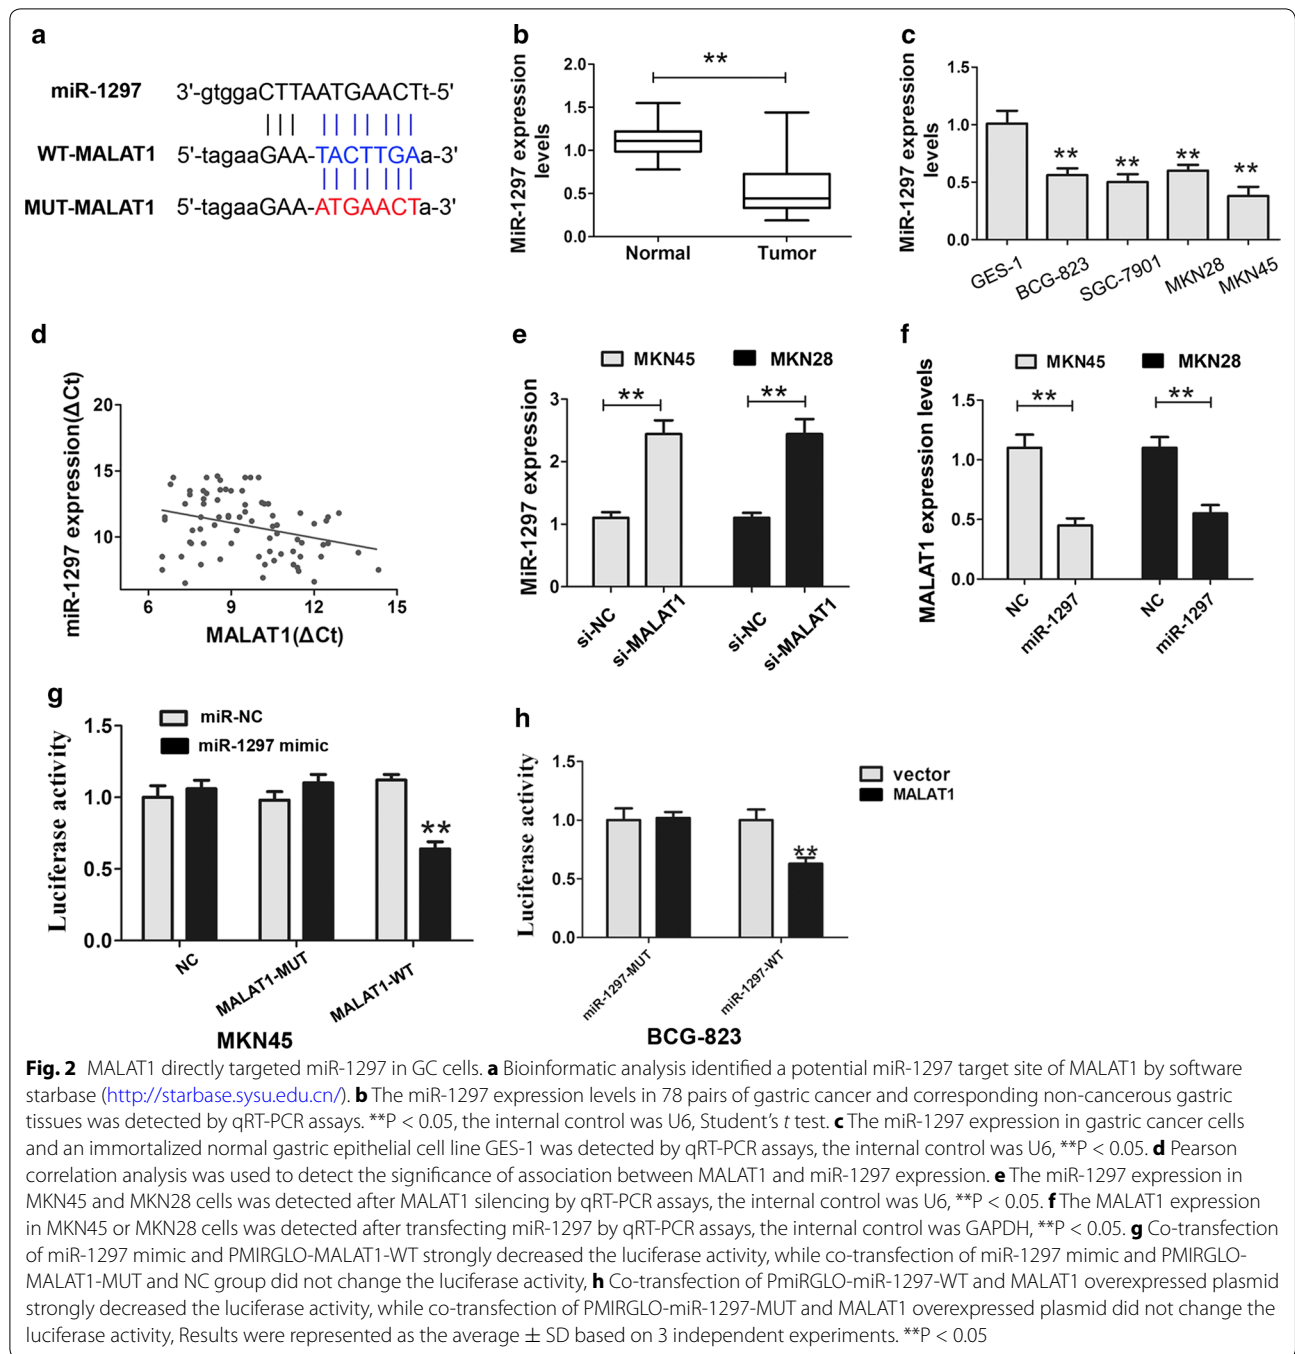 a
miR-1297 3'-gtggaCTTAATGAACTt-5'
WT-MALAT1 5'-tagaaGAA-TACTTGAa-3'
MUT-MALAT1 5'-tagaaGAA-ATGAACTa-3'
b
MiR-1297 expression
levels
2.0
1.5
1.0
0.5
0.0
**
Normal Tumor
c
MiR-1297 expression
levels
1.5
1.0
0.5
0.0
** ** ** **
GES-1 BCG-823 SGC-7901 MKN28 MKN45
d
miR-1297 expression(ΔCt)
20
15
10
6 9 12 15
MALAT1(ΔCt)
e
MKN45 MKN28
MiR-1297 expression
3
2
1
0
** **
si-NC si-MALAT1 si-NC si-MALAT1
f
MKN45 MKN28
MALAT1 expression levels
1.5
1.0
0.5
0.0
** **
NC miR-1297 NC miR-1297
g
miR-NC
miR-1297 mimic
Luciferase activity
1.5
1.0
0.5
0.0
**
NC MALAT1-MUT MALAT1-WT
MKN45
h
vector
MALAT1
Luciferase activity
1.5
1.0
0.5
0.0
**
miR-1297-MUT miR-1297-WT
BCG-823
Fig. 2 MALAT1 directly targeted miR-1297 in GC cells. a Bioinformatic analysis identified a potential miR-1297 target site of MALAT1 by software
starbase (http://starbase.sysu.edu.cn/). b The miR-1297 expression levels in 78 pairs of gastric cancer and corresponding non-cancerous gastric
tissues was detected by qRT-PCR assays. **P < 0.05, the internal control was U6, Student's t test. c The miR-1297 expression in gastric cancer cells
and an immortalized normal gastric epithelial cell line GES-1 was detected by qRT-PCR assays, the internal control was U6, **P < 0.05. d Pearson
correlation analysis was used to detect the significance of association between MALAT1 and miR-1297 expression. e The miR-1297 expression in
MKN45 and MKN28 cells was detected after MALAT1 silencing by qRT-PCR assays, the internal control was U6, **P < 0.05. f The MALAT1 expression
in MKN45 or MKN28 cells was detected after transfecting miR-1297 by qRT-PCR assays, the internal control was GAPDH, **P < 0.05. g Co-transfection
of miR-1297 mimic and PMIRGLO-MALAT1-WT strongly decreased the luciferase activity, while co-transfection of miR-1297 mimic and PMIRGLO-
MALAT1-MUT and NC group did not change the luciferase activity, h Co-transfection of PmiRGLO-miR-1297-WT and MALAT1 overexpressed plasmid
strongly decreased the luciferase activity, while co-transfection of PMIRGLO-miR-1297-MUT and MALAT1 overexpressed plasmid did not change the
luciferase activity, Results were represented as the average ± SD based on 3 independent experiments. **P < 0.05